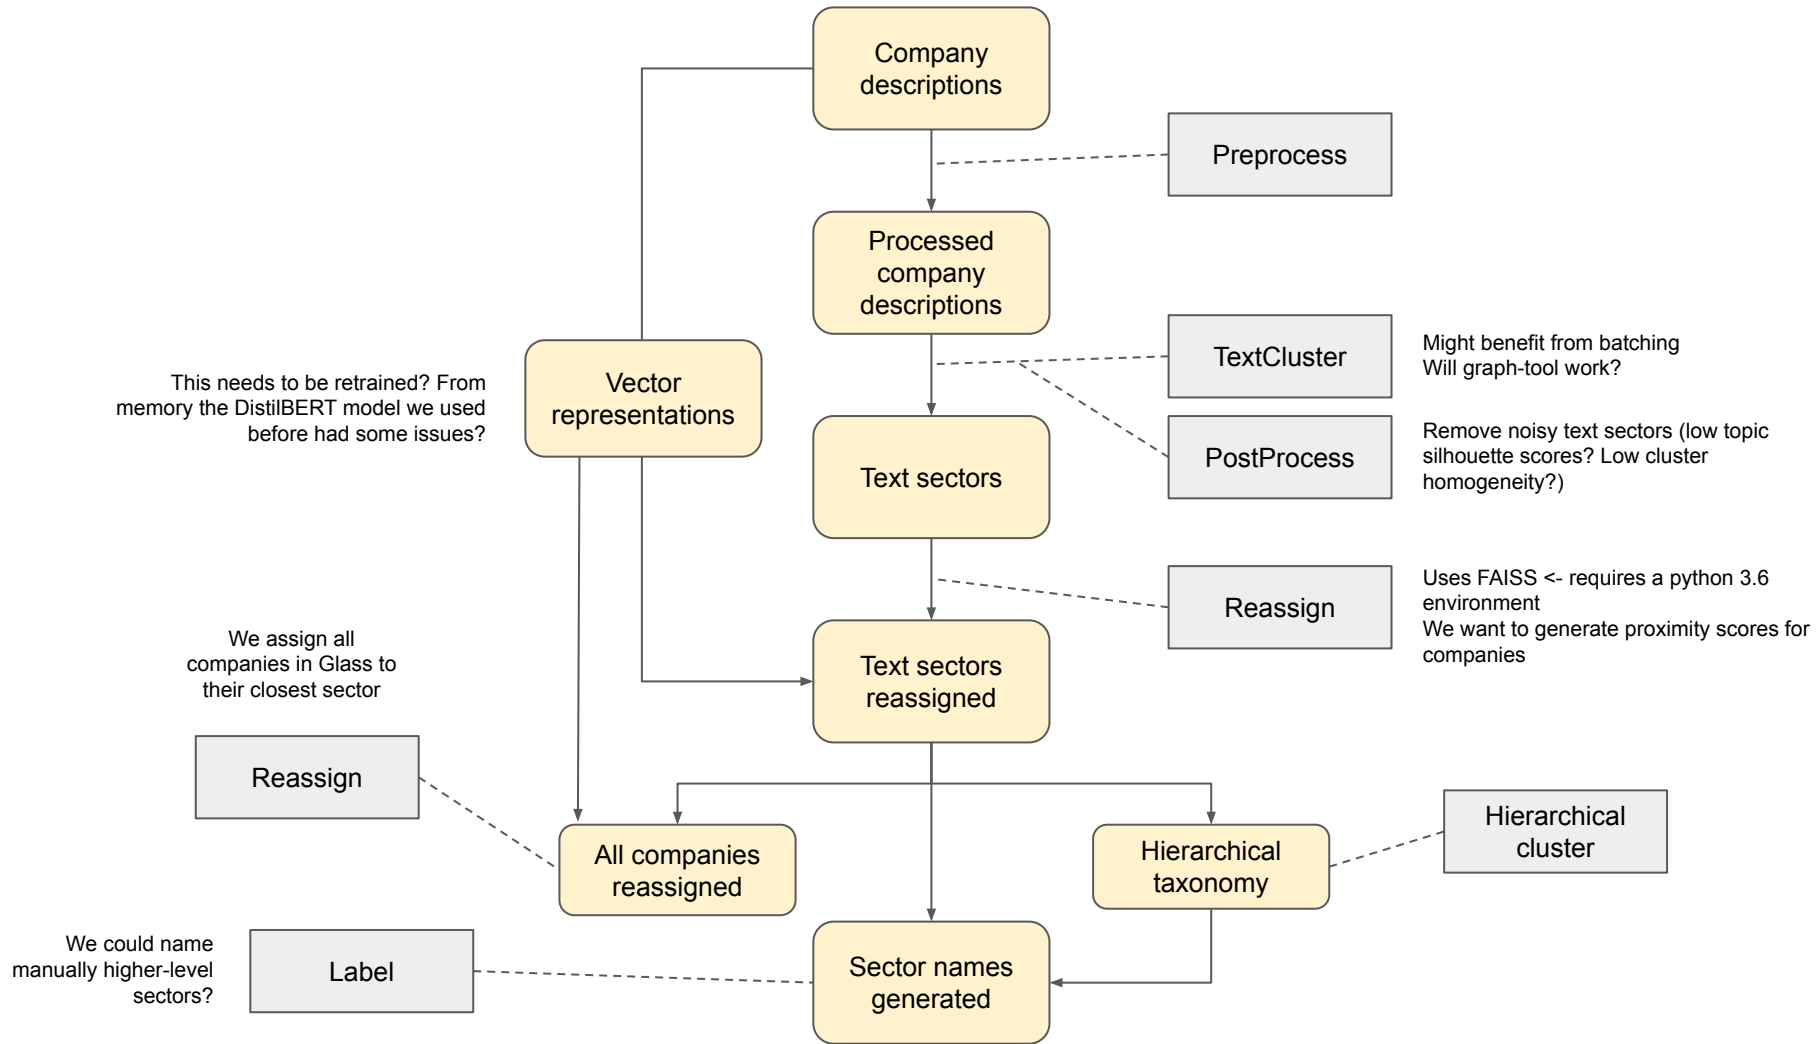 Company
descriptions
Preprocess
Processed
company
descriptions
TextCluster
Might benefit from batching
Will graph-tool work?
This needs to be retrained? From
memory the DistilBERT model we used
before had some issues?
Vector
representations
PostProcess
Remove noisy text sectors (low topic
silhouette scores? Low cluster
homogeneity?)
Text sectors
Reassign
Uses FAISS <- requires a python 3.6
environment
We want to generate proximity scores for
companies
We assign all
companies in Glass to
their closest sector
Text sectors
reassigned
Reassign
All companies
reassigned
Hierarchical
taxonomy
Hierarchical
cluster
We could name
manually higher-level
sectors?
Label
Sector names
generated